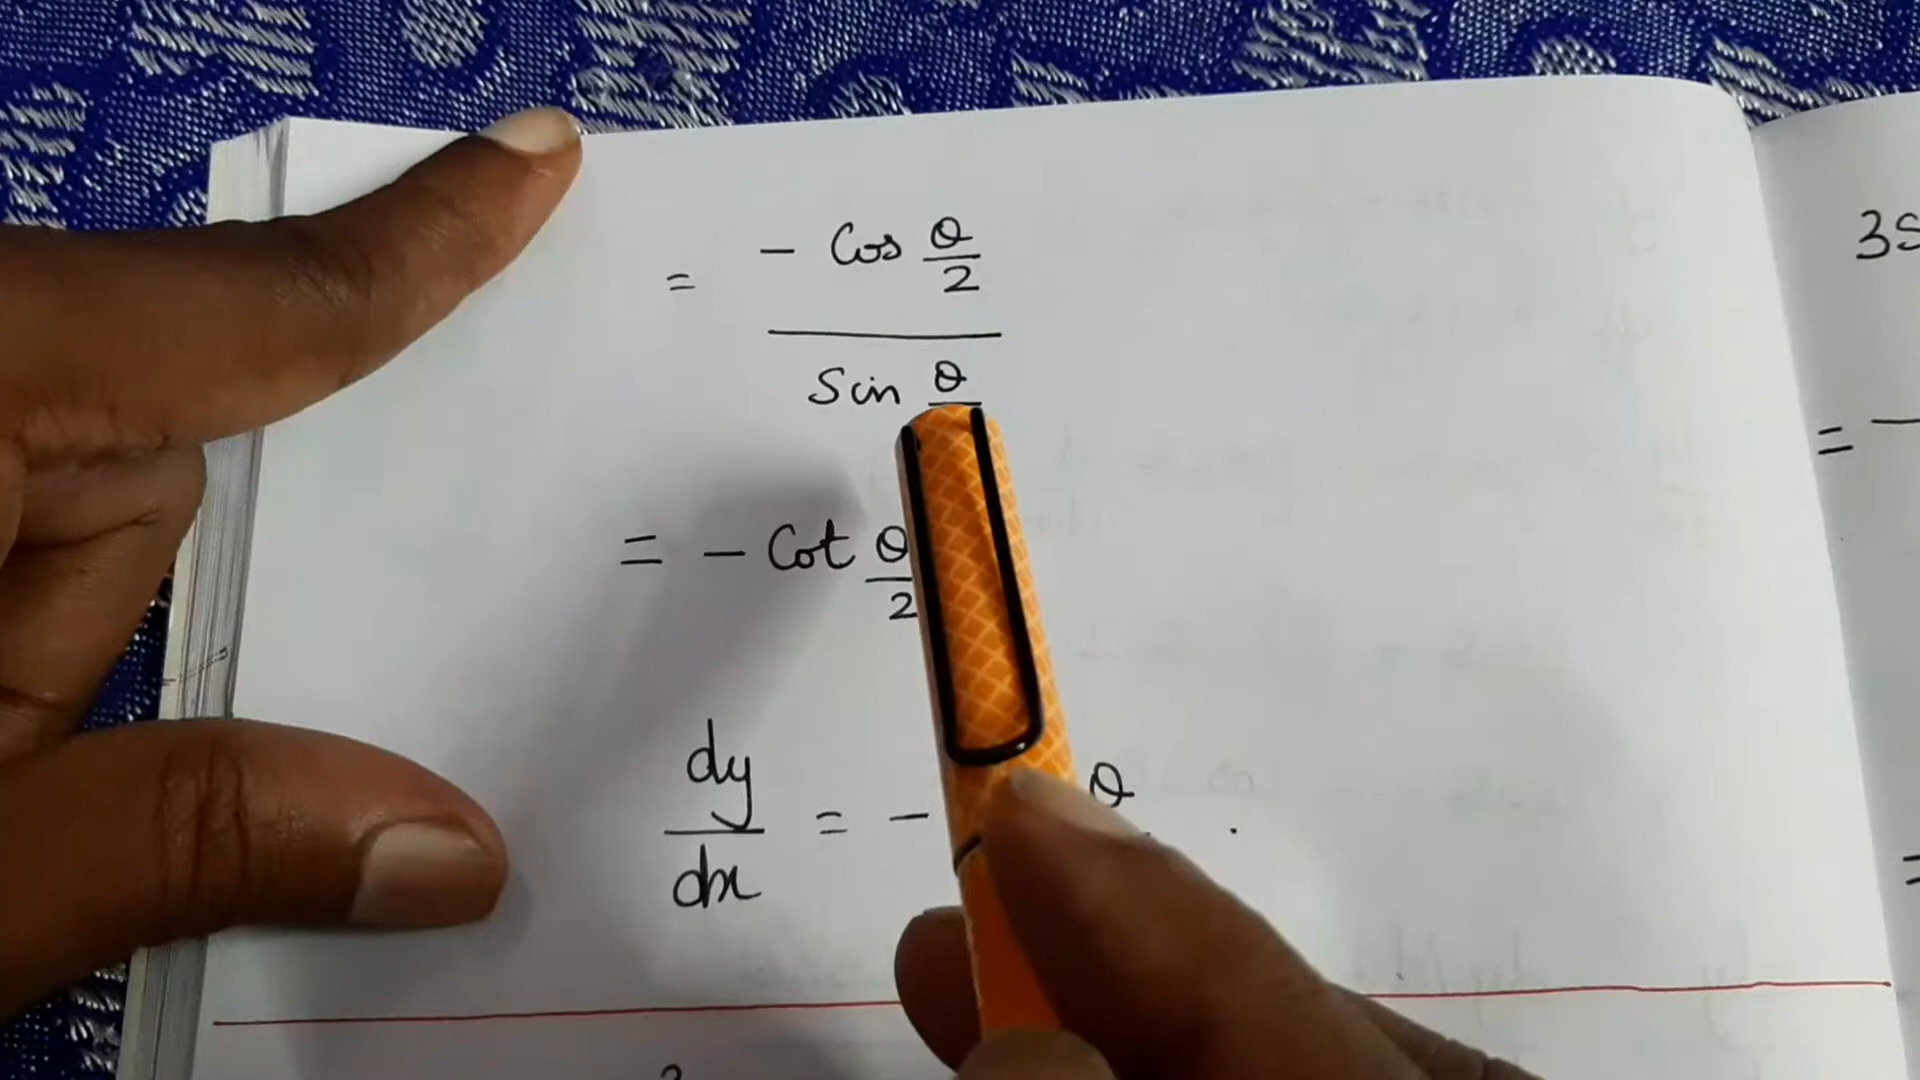 = - Cos θ/2
Sin θ
= - Cot θ/2
dy/dx = - θ .
3S
= -
=